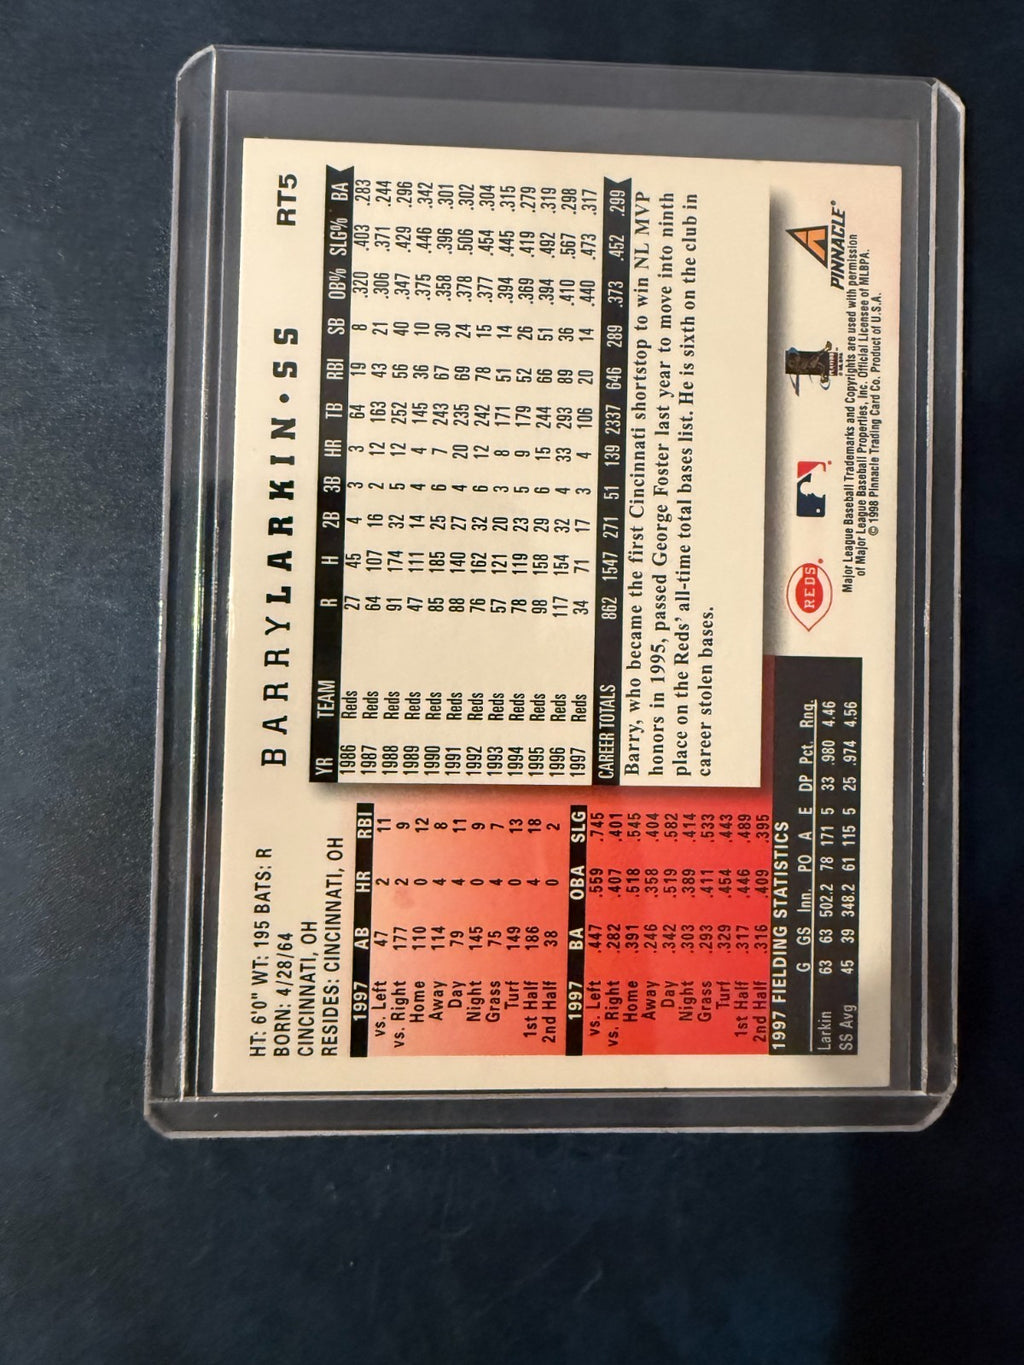 BARRY LARKIN • SS RT5
HT: 6'0" WT: 195 BATS: R
BORN: 4/28/64
CINCINNATI, OH
RESIDES: CINCINNATI, OH
1997 AB HR RBI
vs. Left 47 2 11
vs. Right 177 2 9
Home 110 0 12
Away 114 4 8
Day 79 4 11
Night 145 0 9
Grass 75 4 7
Turf 149 0 13
1st Half 186 4 18
2nd Half 38 0 2
1997 BA OBA SLG
vs. Left .447 .559 .745
vs. Right .282 .407 .401
Home .391 .518 .545
Away .246 .358 .404
Day .342 .519 .582
Night .303 .389 .414
Grass .293 .411 .533
Turf .329 .454 .443
1st Half .317 .446 .489
2nd Half .316 .409 .395
YR TEAM R H 2B 3B HR TB RBI SB OB% SLG% BA
1986 Reds 27 45 4 3 3 64 19 8 .320 .403 .283
1987 Reds 64 107 16 2 12 163 43 21 .306 .371 .244
1988 Reds 91 174 32 5 12 252 56 40 .347 .429 .296
1989 Reds 47 111 14 4 4 145 36 10 .375 .446 .342
1990 Reds 85 185 25 6 7 243 67 30 .358 .396 .301
1991 Reds 88 140 27 4 20 235 69 24 .378 .506 .302
1992 Reds 76 162 32 6 12 242 78 15 .377 .454 .304
1993 Reds 57 121 20 3 8 171 51 14 .394 .445 .315
1994 Reds 78 119 23 5 9 179 52 26 .369 .419 .279
1995 Reds 98 158 29 6 15 244 66 51 .394 .492 .319
1996 Reds 117 154 32 4 33 293 89 36 .410 .567 .298
1997 Reds 34 71 17 3 4 106 20 14 .440 .473 .317
CAREER TOTALS 862 1547 271 51 139 2337 646 289 .373 .452 .299
Barry, who became the first Cincinnati shortstop to win NL MVP
honors in 1995, passed George Foster last year to move into ninth
place on the Reds' all-time total bases list. He is sixth on the club in
career stolen bases.
1997 FIELDING STATISTICS
G GS Inn. PO A E DP Pct. Rng.
Larkin 63 63 502.2 78 171 5 33 .980 4.46
SS Avg 45 39 348.2 61 115 5 25 .974 4.56
REDS
PINNACLE®
Major League Baseball Trademarks and Copyrights are used with permission
of Major League Baseball Properties, Inc. Official Licensee of MLBPA.
© 1998 Pinnacle Trading Card Co. Product of U.S.A.